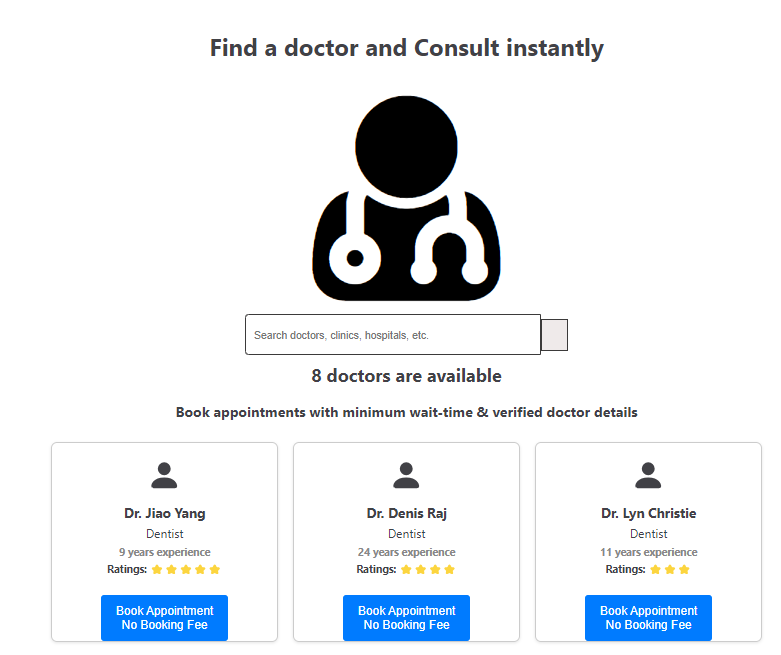 Find a doctor and Consult instantly
Search doctors, clinics, hospitals, etc.
8 doctors are available
Book appointments with minimum wait-time & verified doctor details
Dr. Jiao Yang
Dentist
9 years experience
Ratings:
Book Appointment
No Booking Fee
Dr. Denis Raj
Dentist
24 years experience
Ratings:
Book Appointment
No Booking Fee
Dr. Lyn Christie
Dentist
11 years experience
Ratings:
Book Appointment
No Booking Fee